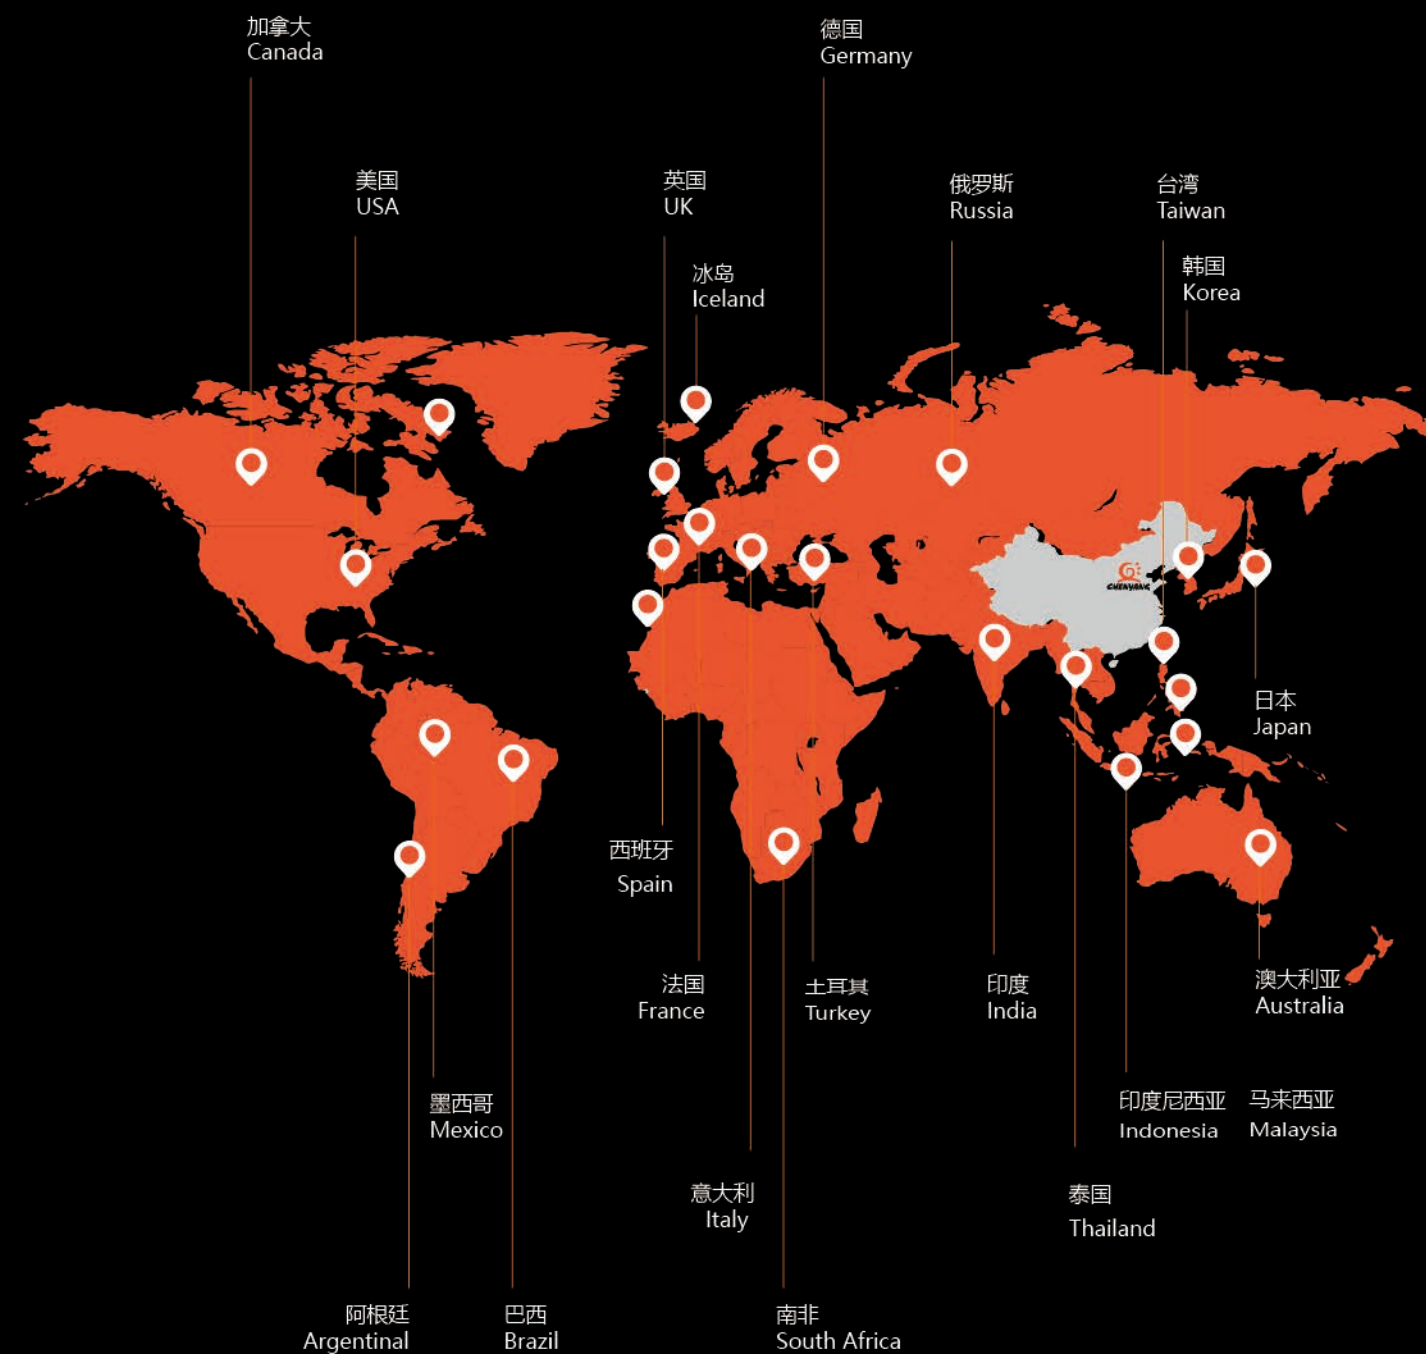 加拿大
Canada
德国
Germany
美国
USA
英国
UK
俄罗斯
Russia
台湾
Taiwan
冰岛
Iceland
韩国
Korea
CHENYANG
日本
Japan
西班牙
Spain
法国
France
土耳其
Turkey
印度
India
澳大利亚
Australia
墨西哥
Mexico
印度尼西亚
Indonesia
马来西亚
Malaysia
意大利
Italy
泰国
Thailand
阿根廷
Argentinal
巴西
Brazil
南非
South Africa